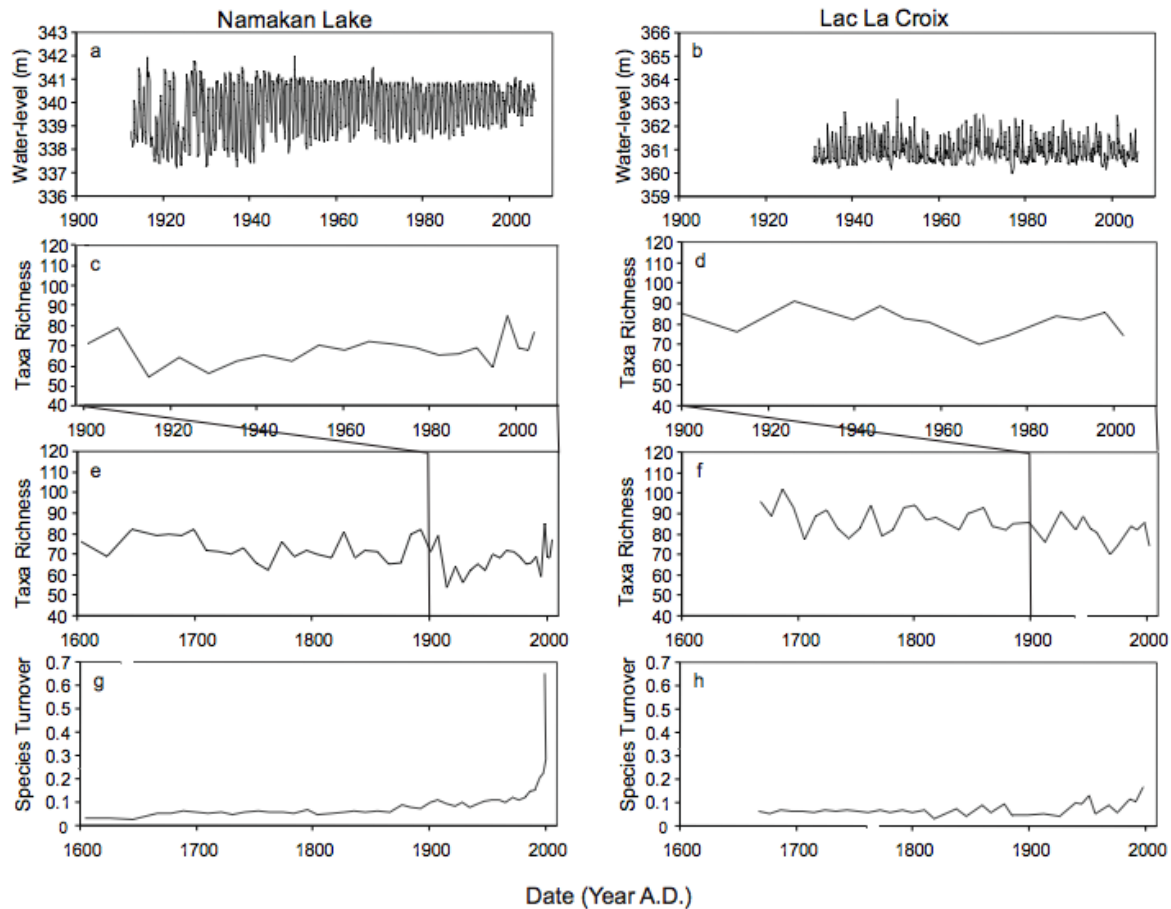 Namakan Lake
Lac La Croix
a
Water-level (m)
343
342
341
340
339
338
337
336
1900 1920 1940 1960 1980 2000
b
Water-level (m)
366
365
364
363
362
361
360
359
1900 1920 1940 1960 1980 2000
c
Taxa Richness
120
110
100
90
80
70
60
50
40
1900 1920 1940 1960 1980 2000
d
Taxa Richness
120
110
100
90
80
70
60
50
40
1900 1920 1940 1960 1980 2000
e
Taxa Richness
120
110
100
90
80
70
60
50
40
1600 1700 1800 1900 2000
f
Taxa Richness
120
110
100
90
80
70
60
50
40
1600 1700 1800 1900 2000
g
Species Turnover
0.7
0.6
0.5
0.4
0.3
0.2
0.1
0
1600 1700 1800 1900 2000
h
Species Turnover
0.7
0.6
0.5
0.4
0.3
0.2
0.1
0
1600 1700 1800 1900 2000
Date (Year A.D.)